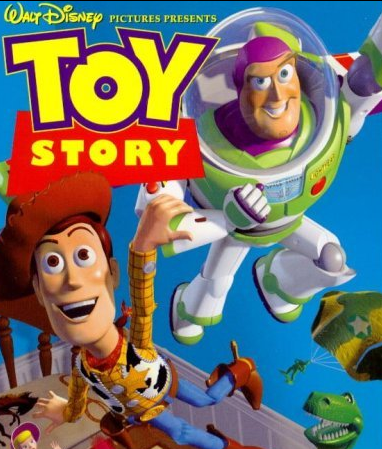 WALT DISNEY PICTURES PRESENTS
TOY
STORY